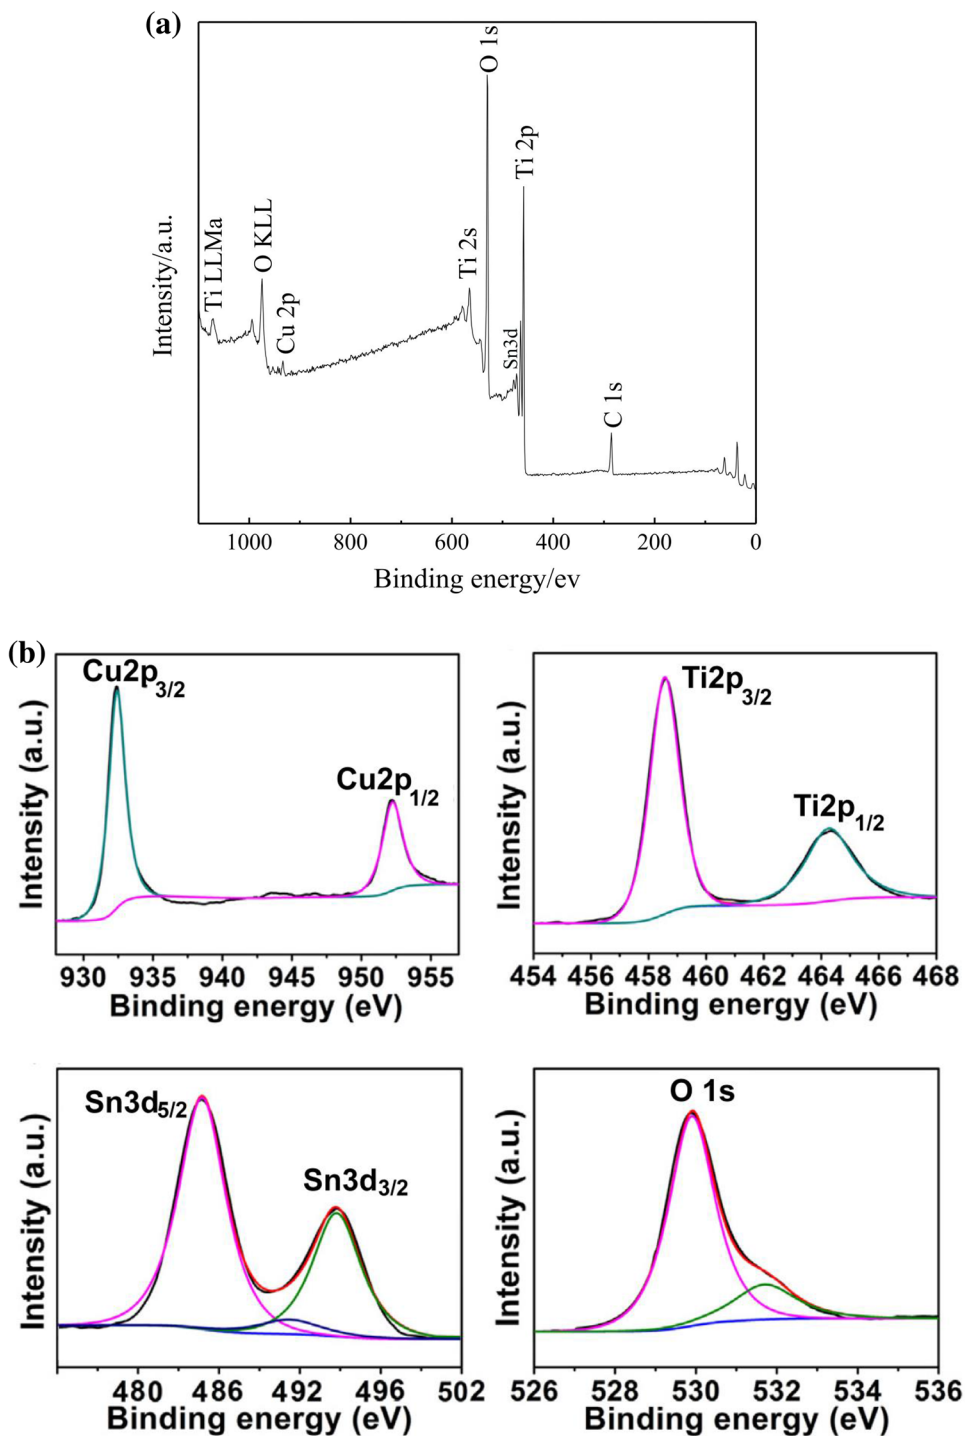 (a)
O 1s
Ti 2p
Intensity/a.u.
Ti LLMa
O KLL
Cu 2p
Ti 2s
Sn3d
C 1s
1000 800 600 400 200 0
Binding energy/ev
(b)
Cu2p3/2
Cu2p1/2
Intensity (a.u.)
930 935 940 945 950 955
Binding energy (eV)
Ti2p3/2
Ti2p1/2
Intensity (a.u.)
454 456 458 460 462 464 466 468
Binding energy (eV)
Sn3d5/2
Sn3d3/2
Intensity (a.u.)
480 486 492 496 502
Binding energy (eV)
O 1s
Intensity (a.u.)
526 528 530 532 534 536
Binding energy (eV)